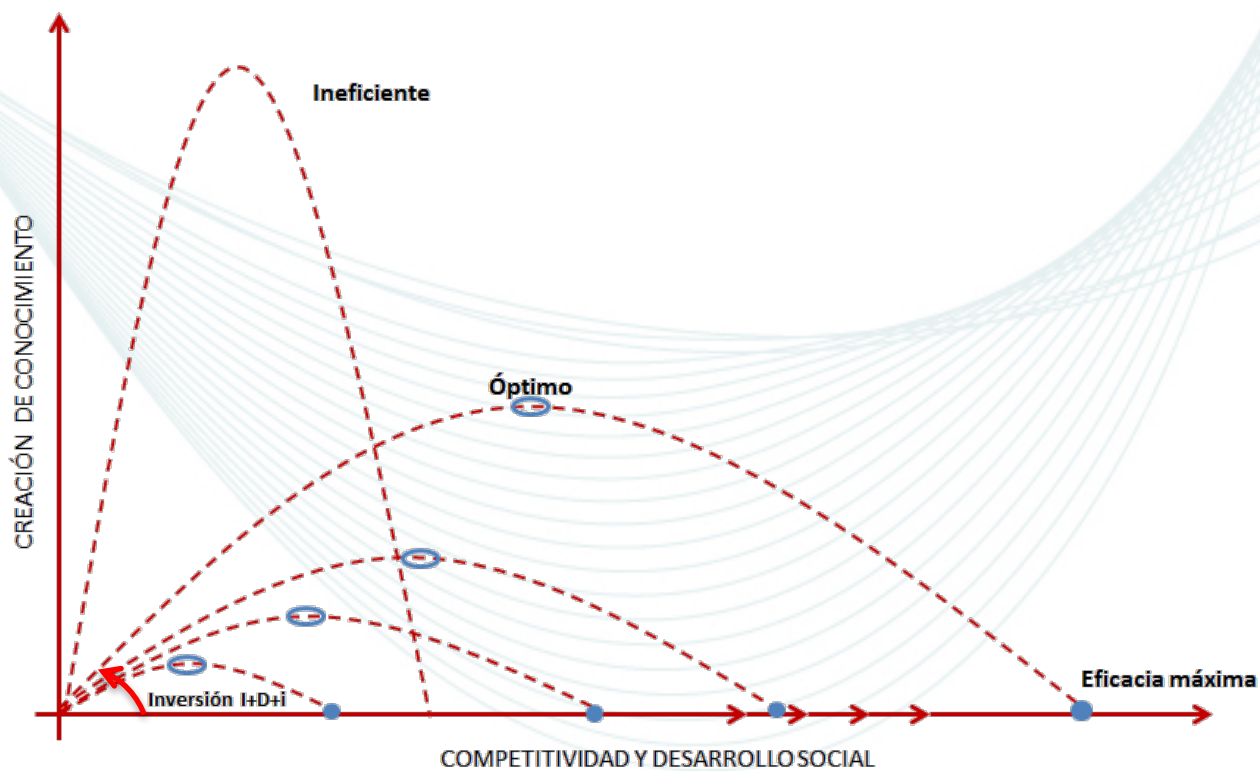 Ineficiente
CREACIÓN DE CONOCIMIENTO
Óptimo
Eficacia máxima
Inversión I+D+i
COMPETITIVIDAD Y DESARROLLO SOCIAL